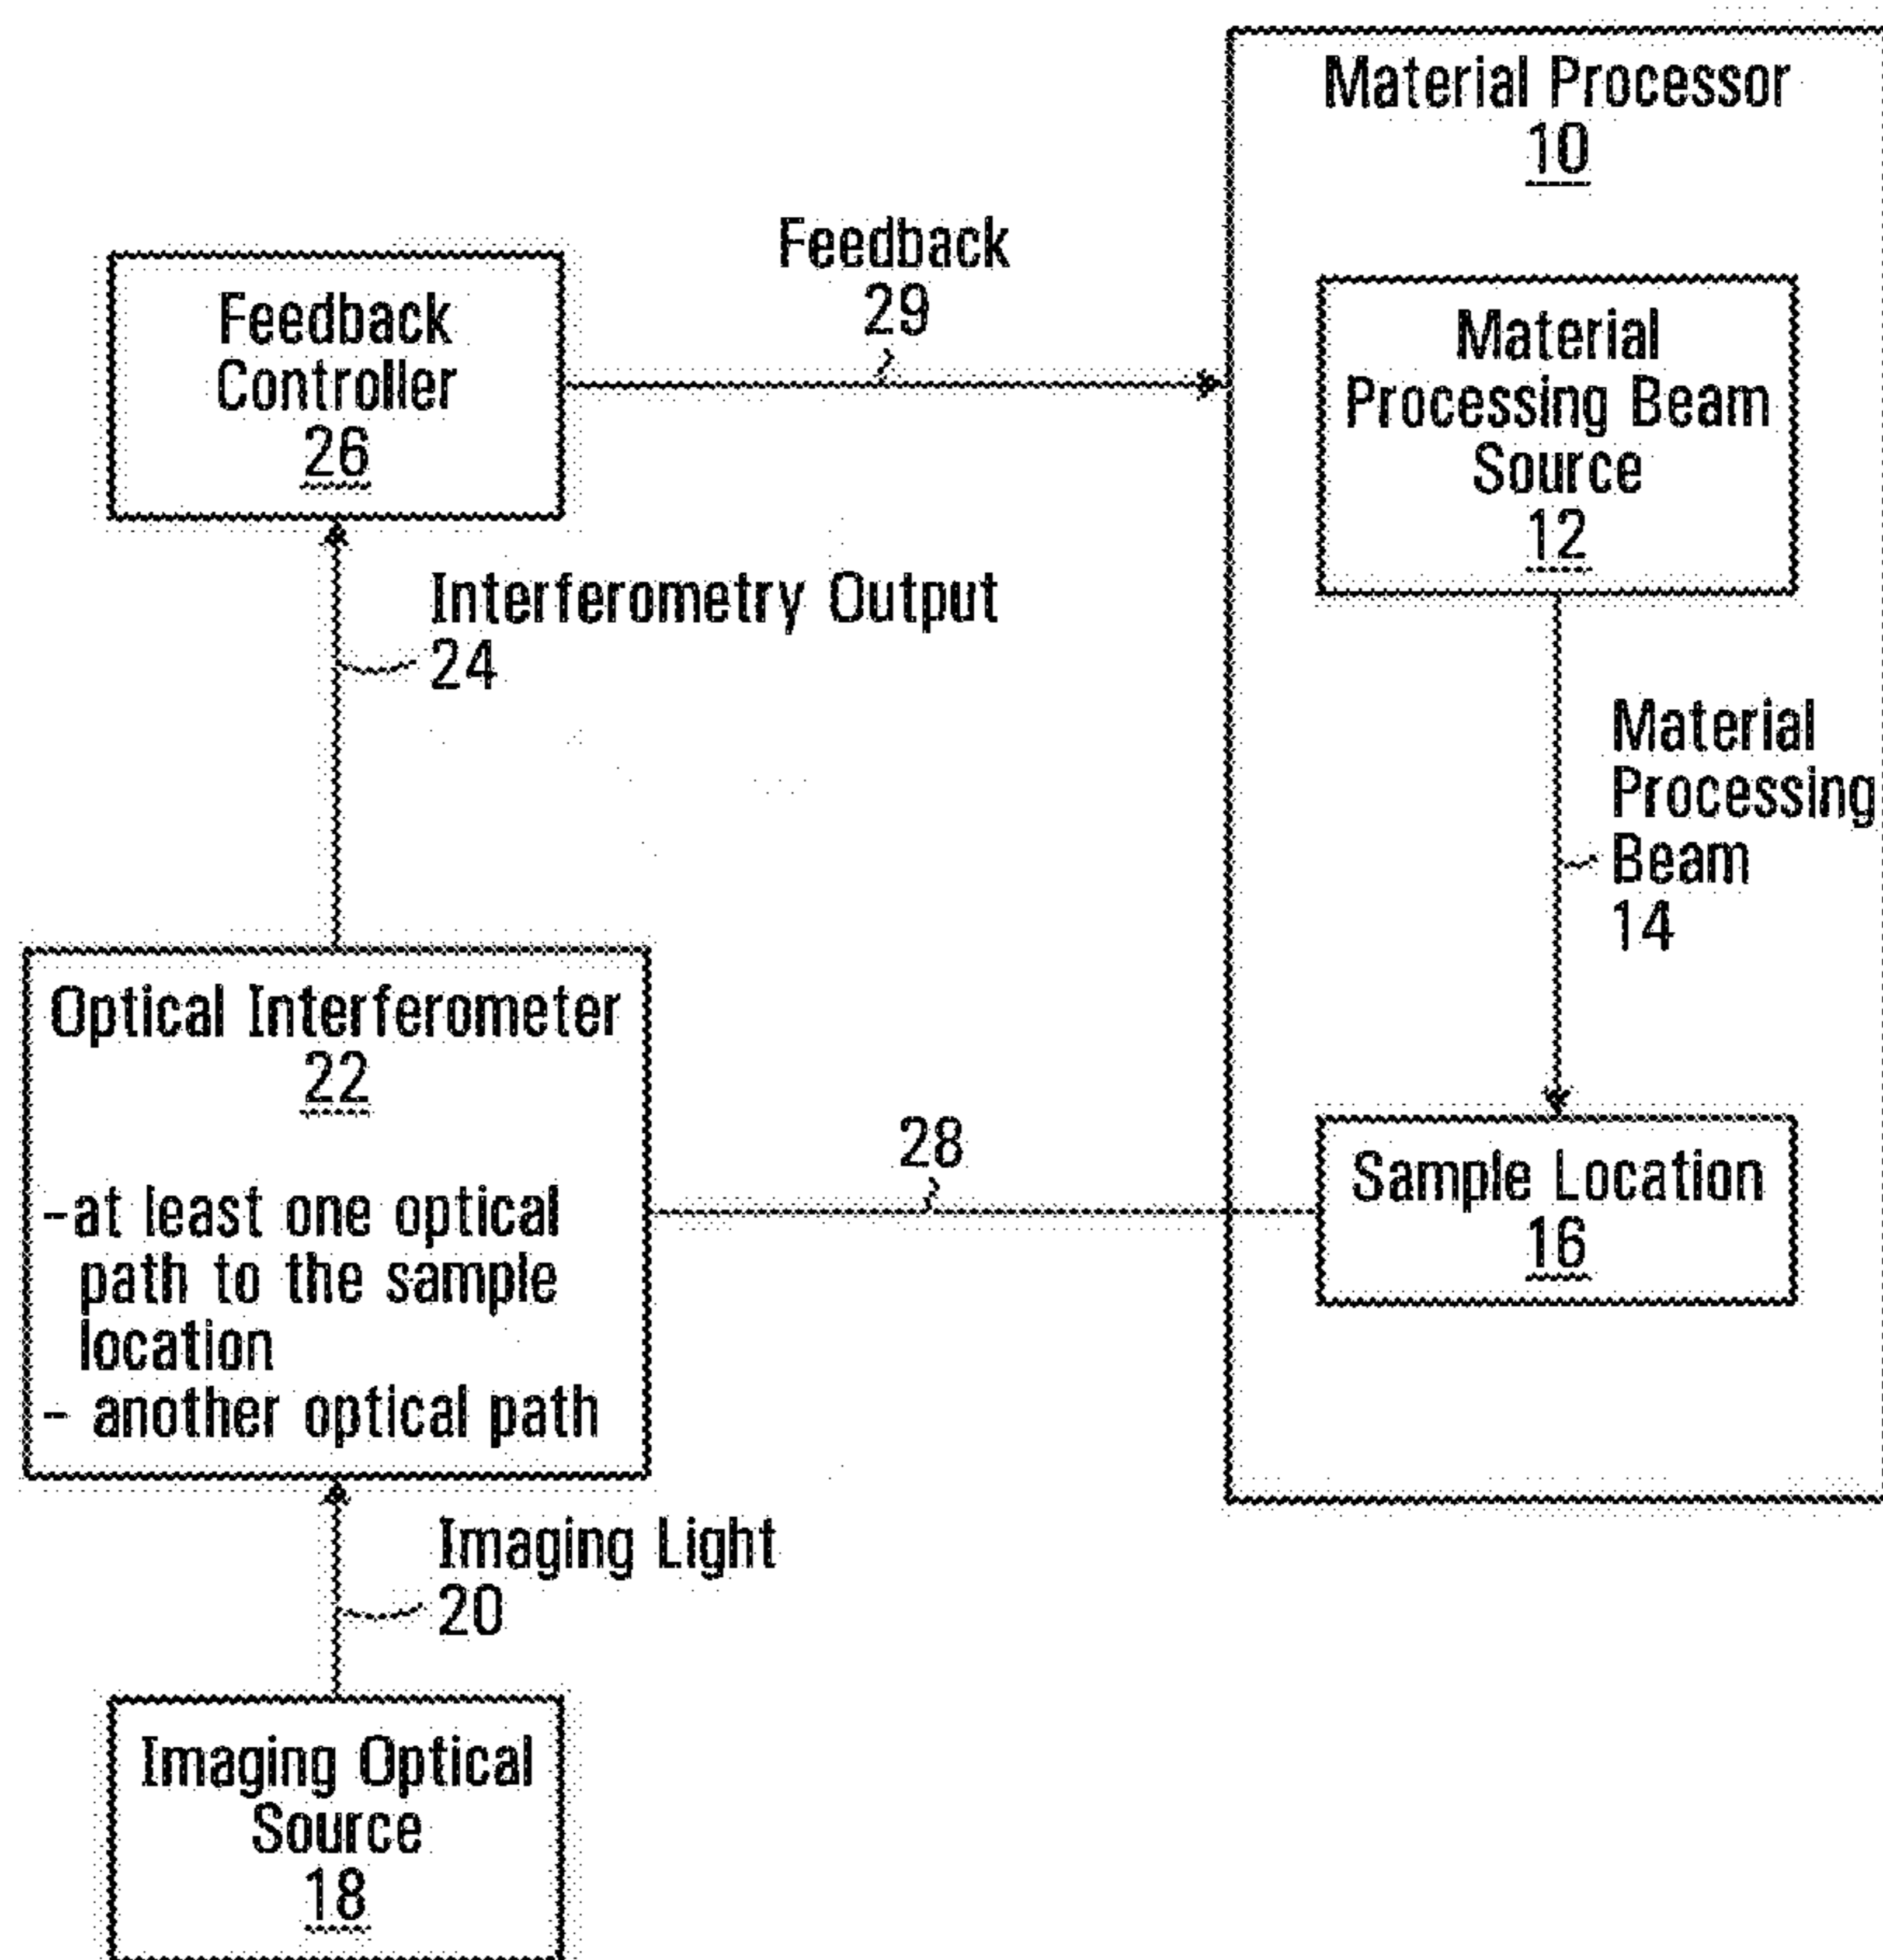 Material Processor
10
Feedback
29
Feedback
Controller
26
Material
Processing Beam
Source
12
Interferometry Output
24
Material
Processing
Beam
14
Optical Interferometer
22
-at least one optical
path to the sample
location
- another optical path
28
Sample Location
16
Imaging Light
20
Imaging Optical
Source
18